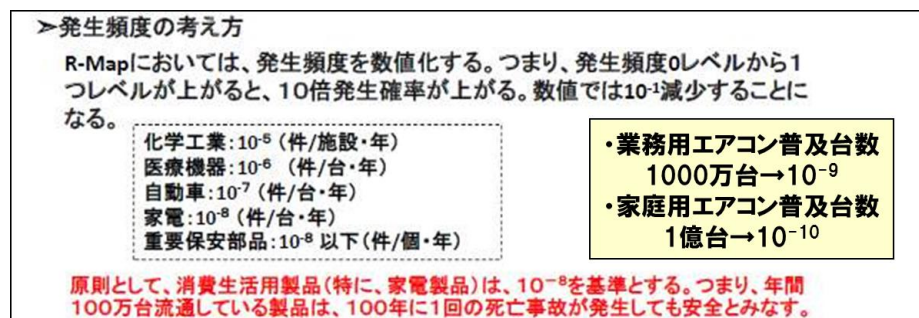 ➢発生頻度の考え方
R-Mapにおいては、発生頻度を数値化する。つまり、発生頻度0レベルから1
つレベルが上がると、10倍発生確率が上がる。数値では10⁻¹減少することに
なる。
化学工業:10⁻⁵(件/施設・年)
医療機器:10⁻⁶ (件/台・年)
自動車:10⁻⁷(件/台・年)
家電:10⁻⁸(件/台・年)
重要保安部品:10⁻⁸ 以下(件/個・年)
・業務用エアコン普及台数
1000万台→10⁻⁹
・家庭用エアコン普及台数
1億台→10⁻¹⁰
原則として、消費生活用製品(特に、家電製品)は、10⁻⁸を基準とする。つまり、年間
100万台流通している製品は、100年に1回の死亡事故が発生しても安全とみなす。